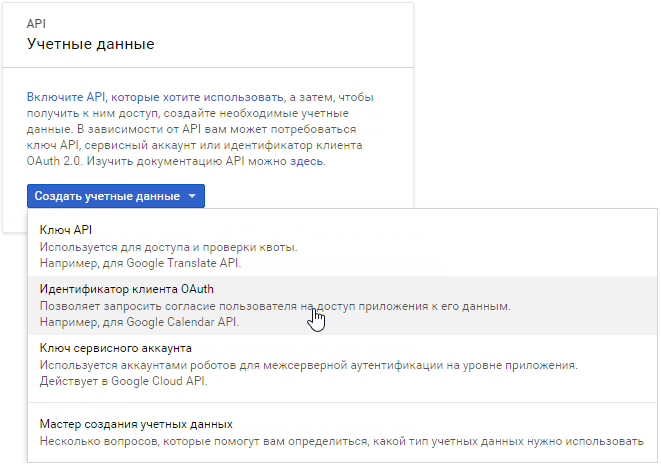 API
Учетные данные
Включите API, которые хотите использовать, а затем, чтобы
получить к ним доступ, создайте необходимые учетные
данные. В зависимости от API вам может потребоваться
ключ API, сервисный аккаунт или идентификатор клиента
OAuth 2.0. Изучить документацию API можно здесь.
Создать учетные данные
Ключ API
Используется для доступа и проверки квоты.
Например, для Google Translate API.
Идентификатор клиента OAuth
Позволяет запросить согласие пользователя на доступ приложения к его данным.
Например, для Google Calendar API.
Ключ сервисного аккаунта
Используется аккаунтами роботов для межсерверной аутентификации на уровне приложения.
Действует в Google Cloud API.
Мастер создания учетных данных
Несколько вопросов, которые помогут вам определиться, какой тип учетных данных нужно использовать